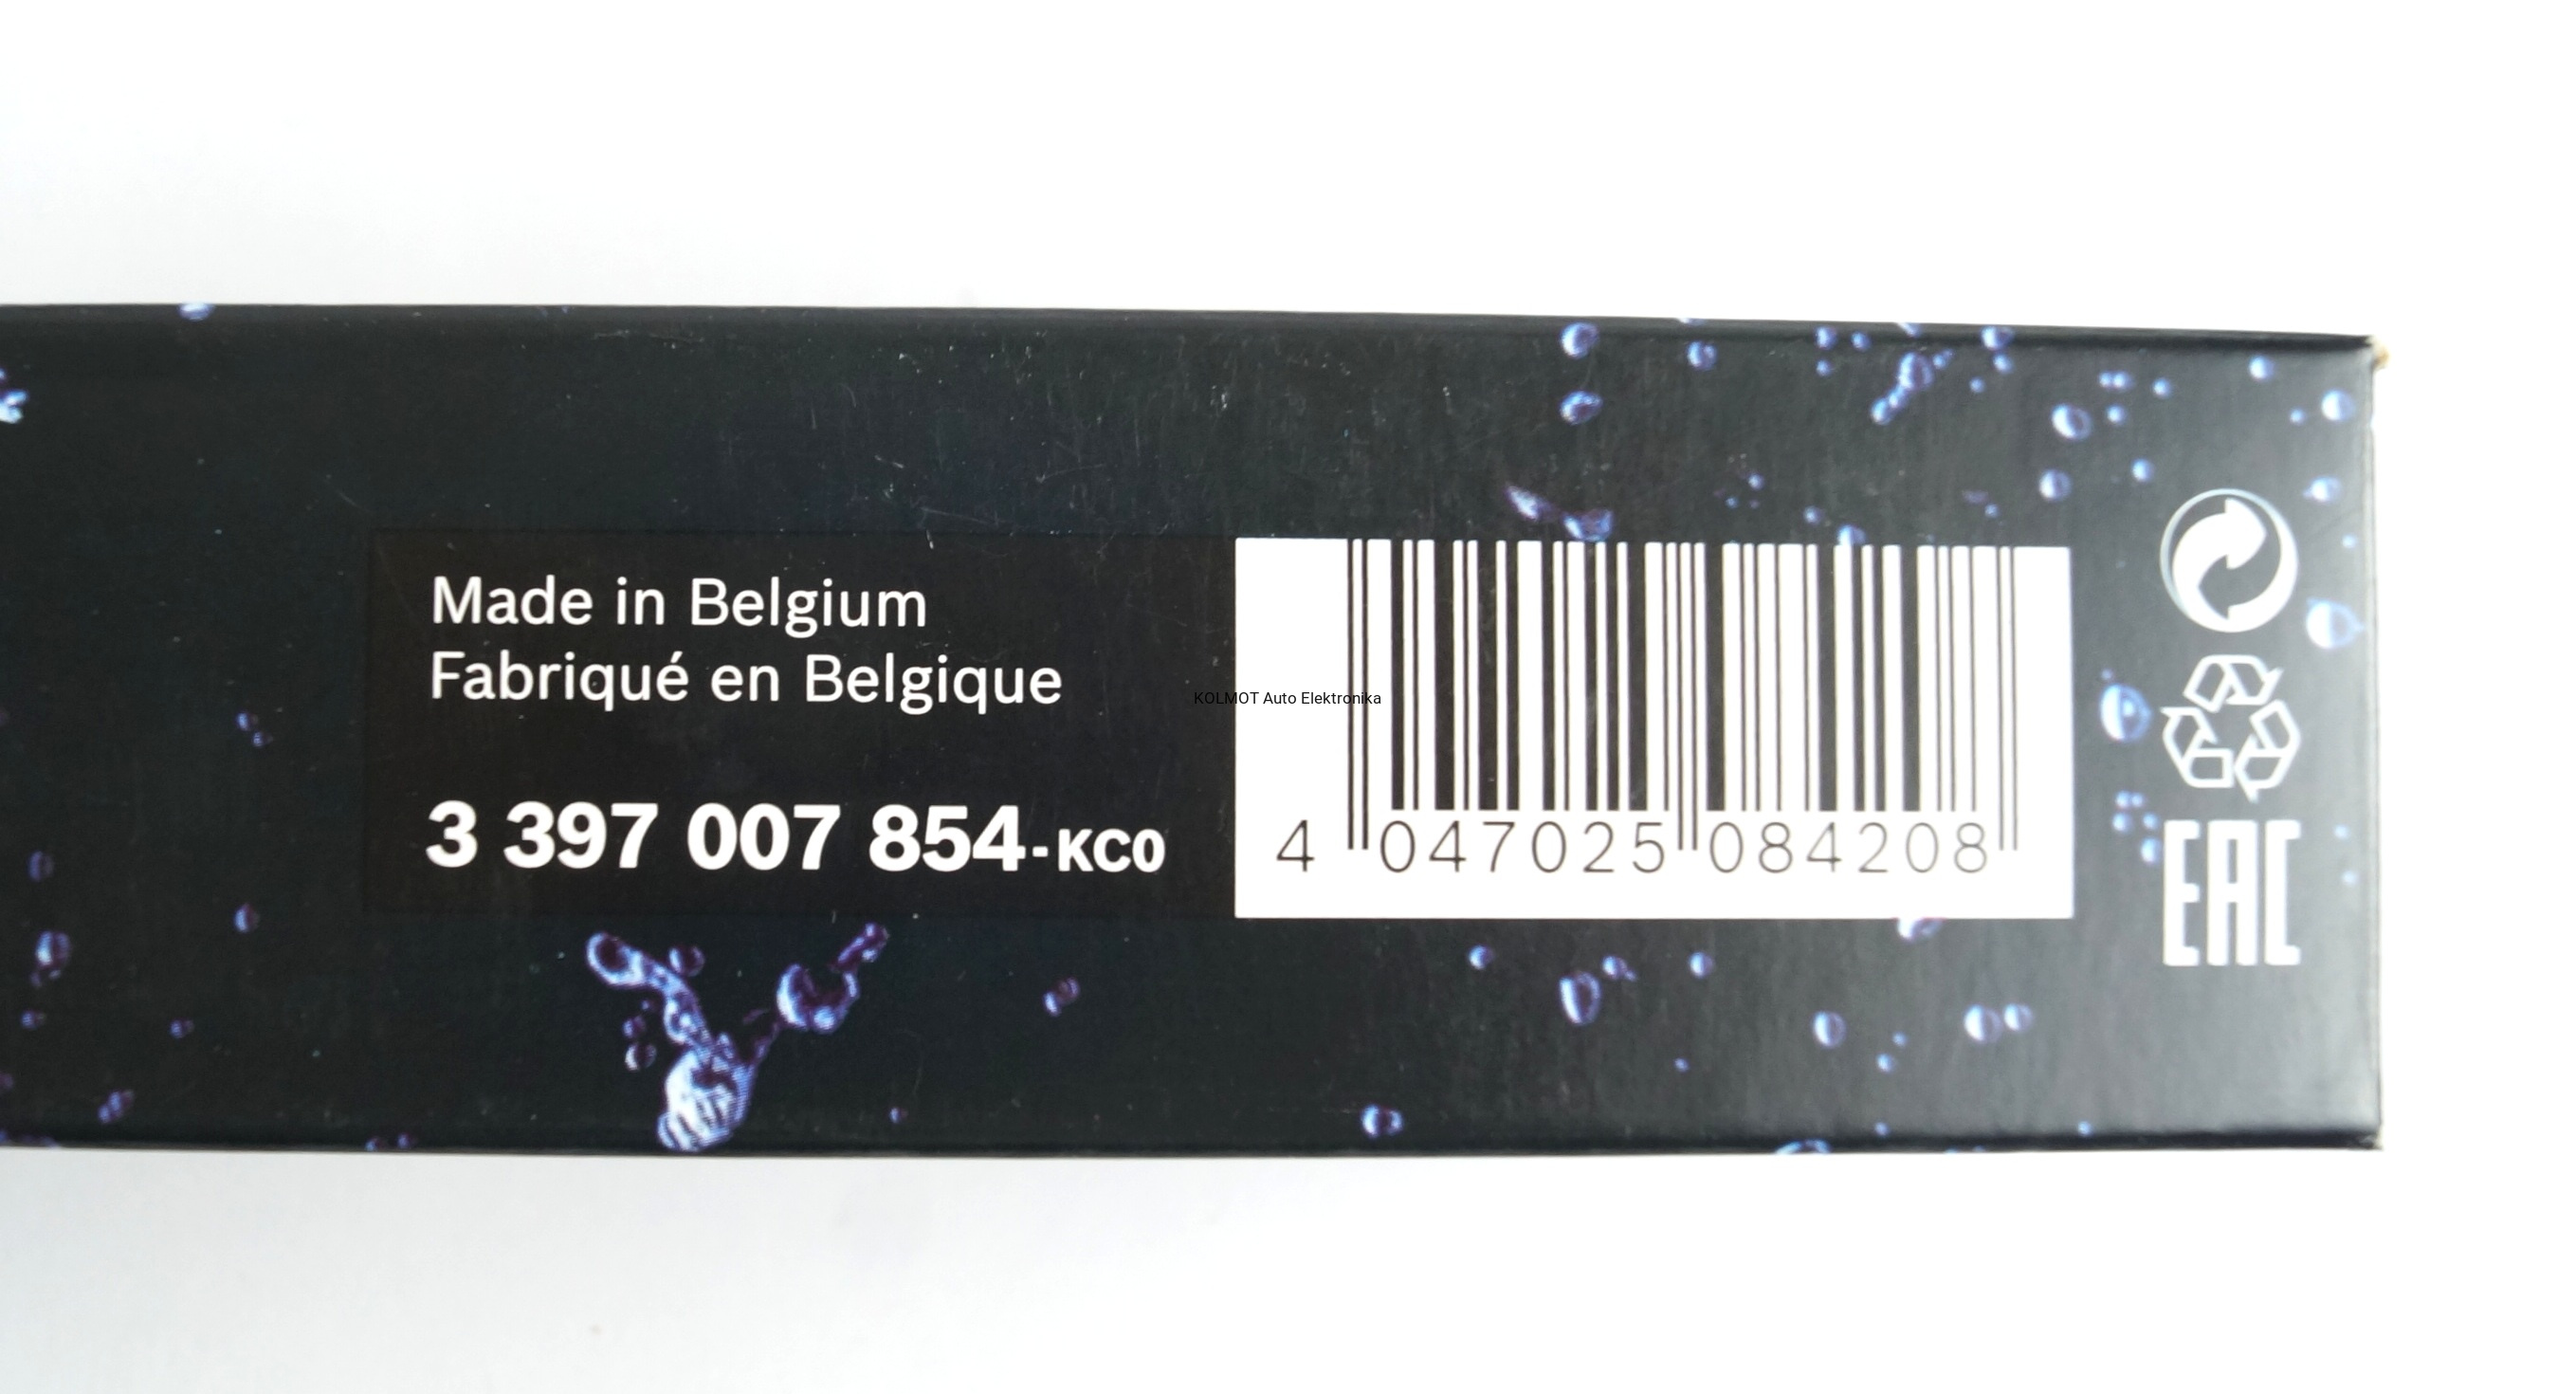 Made in Belgium
Fabriqué en Belgique
3 397 007 854-KC0
KOLMOT Auto Elektronika
4 047025 084208
EAC